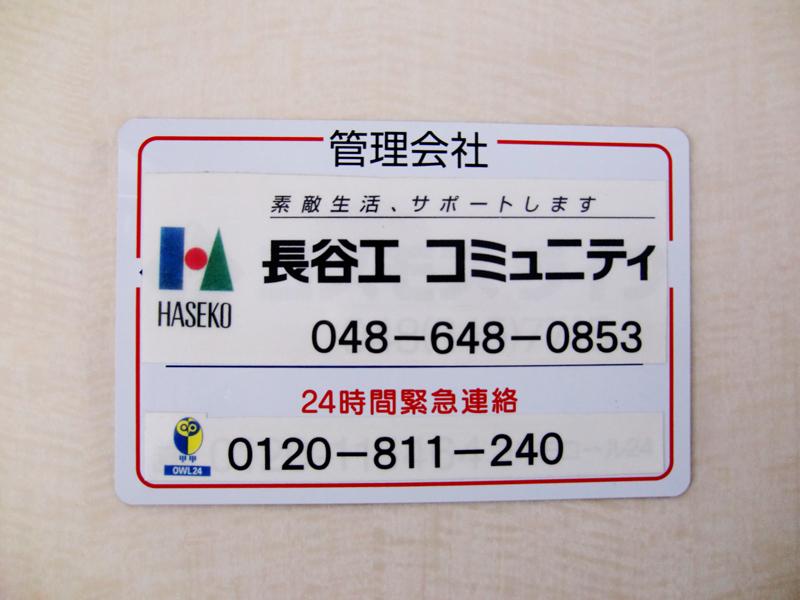 管理会社
素敵生活、サポートします
長谷工 コミュニティ
HASEKO
048-648-0853
24時間緊急連絡
OWL24
0120-811-240